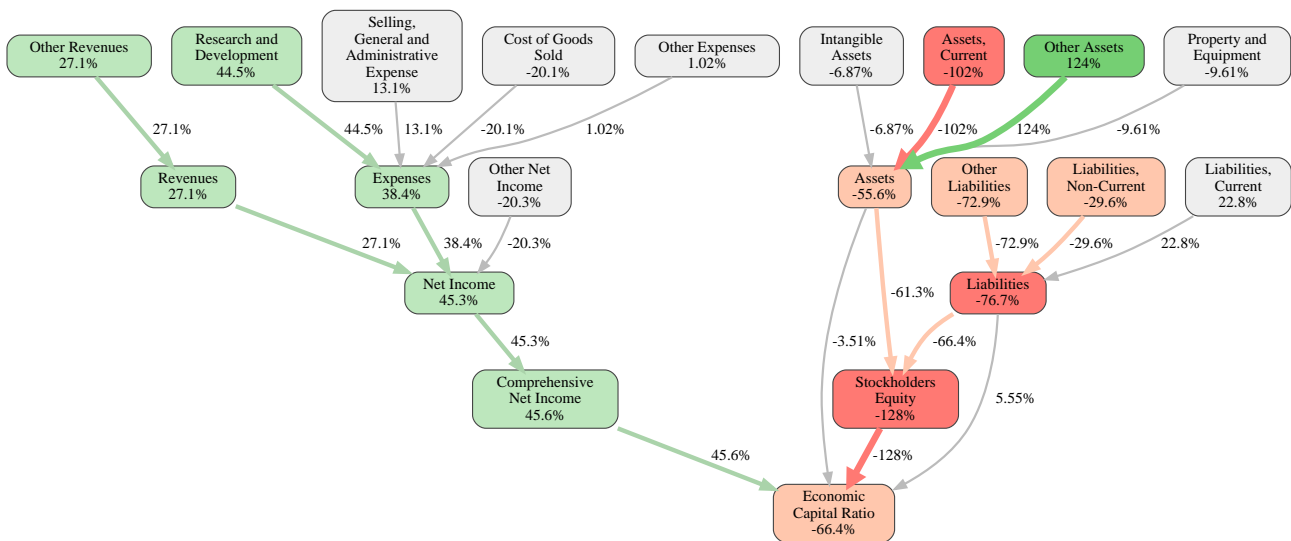 Other Revenues
27.1%
Research and
Development
44.5%
Selling,
General and
Administrative
Expense
13.1%
Cost of Goods
Sold
-20.1%
Other Expenses
1.02%
Intangible
Assets
-6.87%
Assets,
Current
-102%
Other Assets
124%
Property and
Equipment
-9.61%
27.1%
44.5%
13.1%
-20.1%
1.02%
-6.87%
-102%
124%
-9.61%
Revenues
27.1%
Expenses
38.4%
Other Net
Income
-20.3%
Assets
-55.6%
Other
Liabilities
-72.9%
Liabilities,
Non-Current
-29.6%
Liabilities,
Current
22.8%
27.1%
38.4%
-20.3%
-72.9%
-29.6%
22.8%
Net Income
45.3%
-61.3%
Liabilities
-76.7%
45.3%
-3.51%
-66.4%
Comprehensive
Net Income
45.6%
Stockholders
Equity
-128%
5.55%
45.6%
-128%
Economic
Capital Ratio
-66.4%